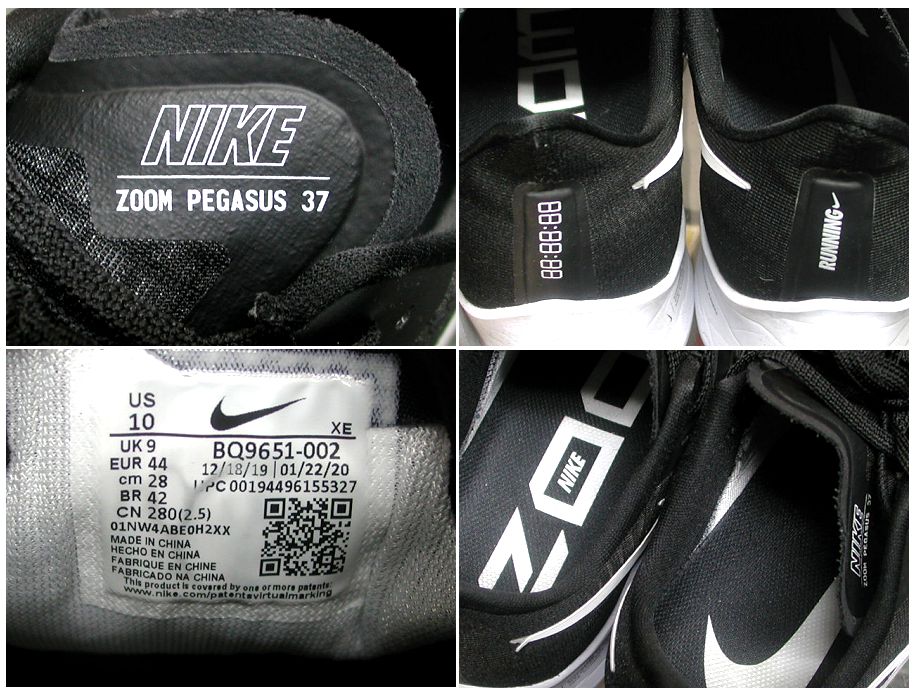 NIKE
ZOOM PEGASUS 37
OM
88:88:88
RUNNING
US
10
XE
UK 9
BQ9651-002
EUR 44
12/18/19 | 01/22/20
cm 28
UPC 00194496155327
BR 42
CN 280(2.5)
01NW4ABE0H2XX
MADE IN CHINA
HECHO EN CHINA
FABRIQUE EN CHINE
FABRICADO NA CHINA
This product is covered by one or more patents:
www.nike.com/patentsvirtualmarking
ZOO
NIKE
NIKE
ZOOM PEGASUS 37